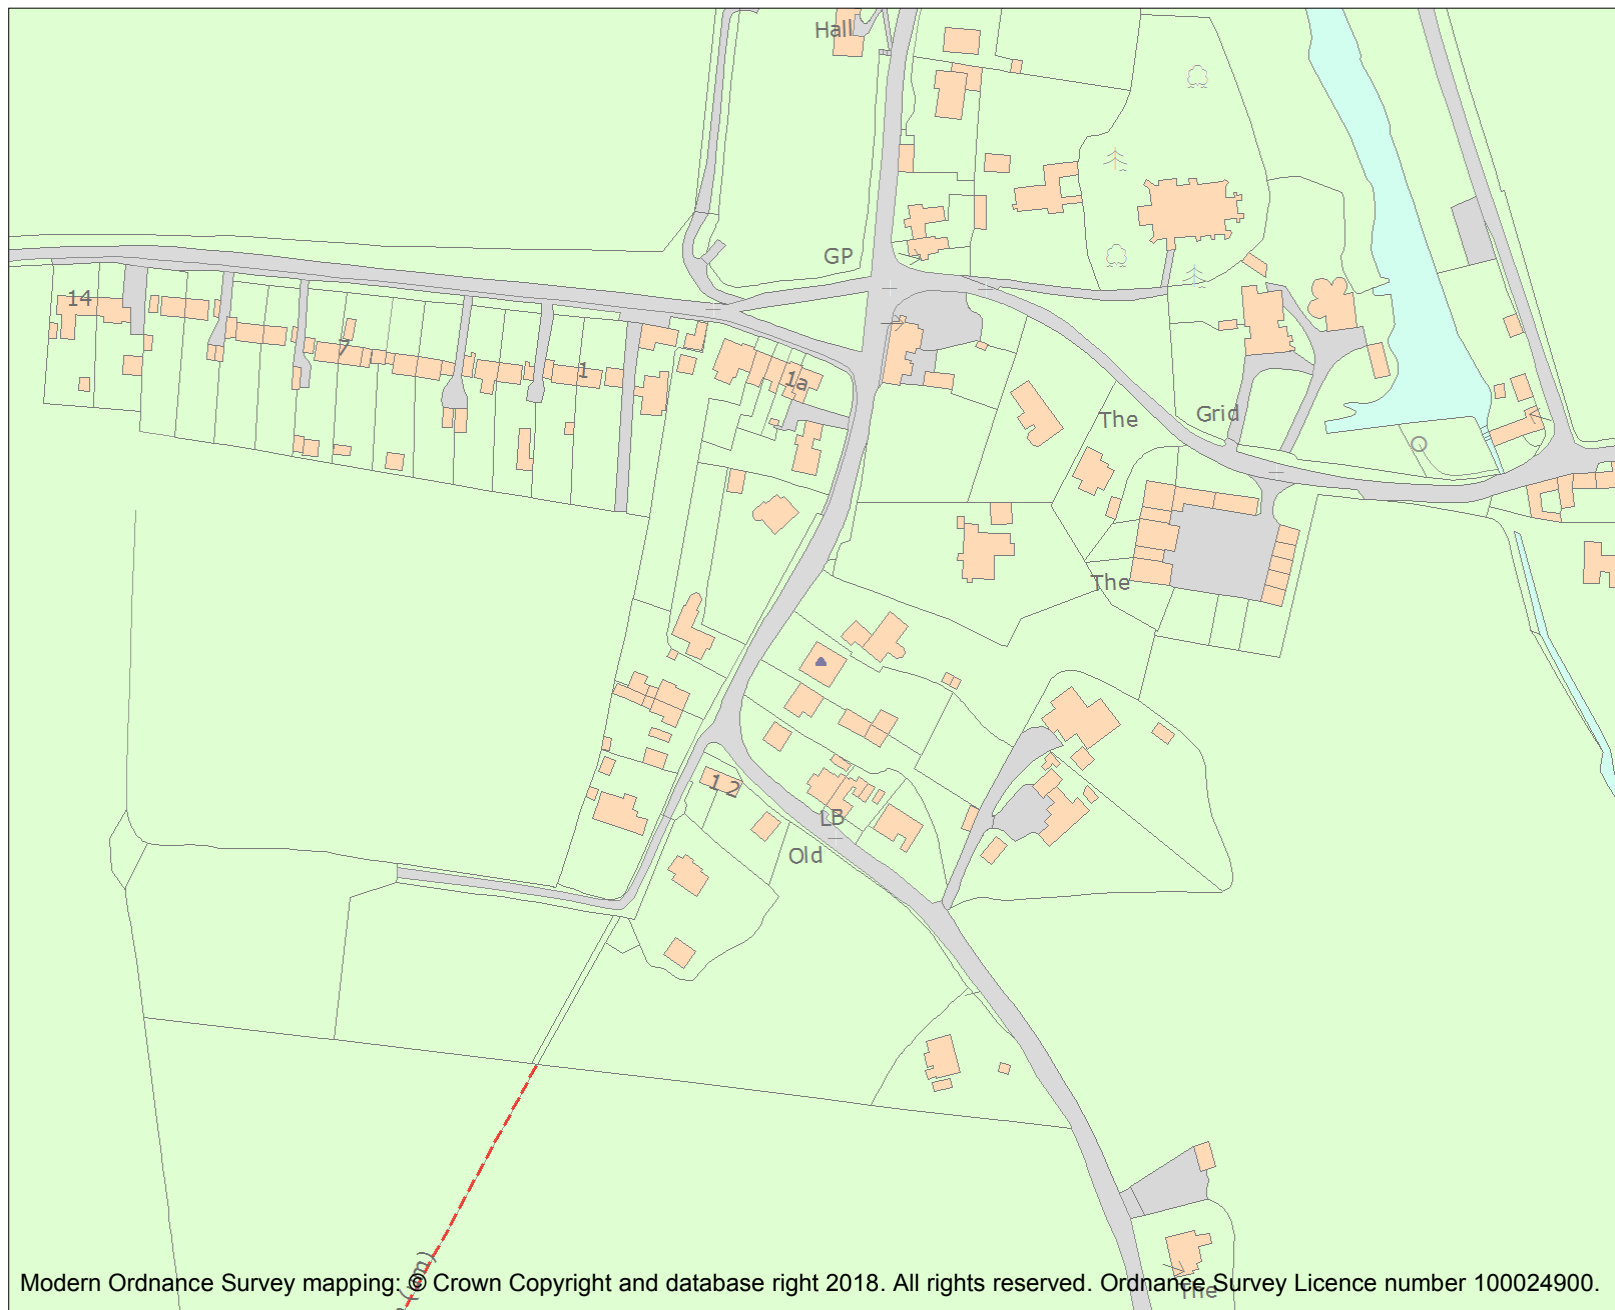 Hall
GP
14
7
1
1a
The
Grid
The
1 2
LB
Old
(m)
The
Modern Ordnance Survey mapping: © Crown Copyright and database right 2018. All rights reserved. Ordnance Survey Licence number 100024900.